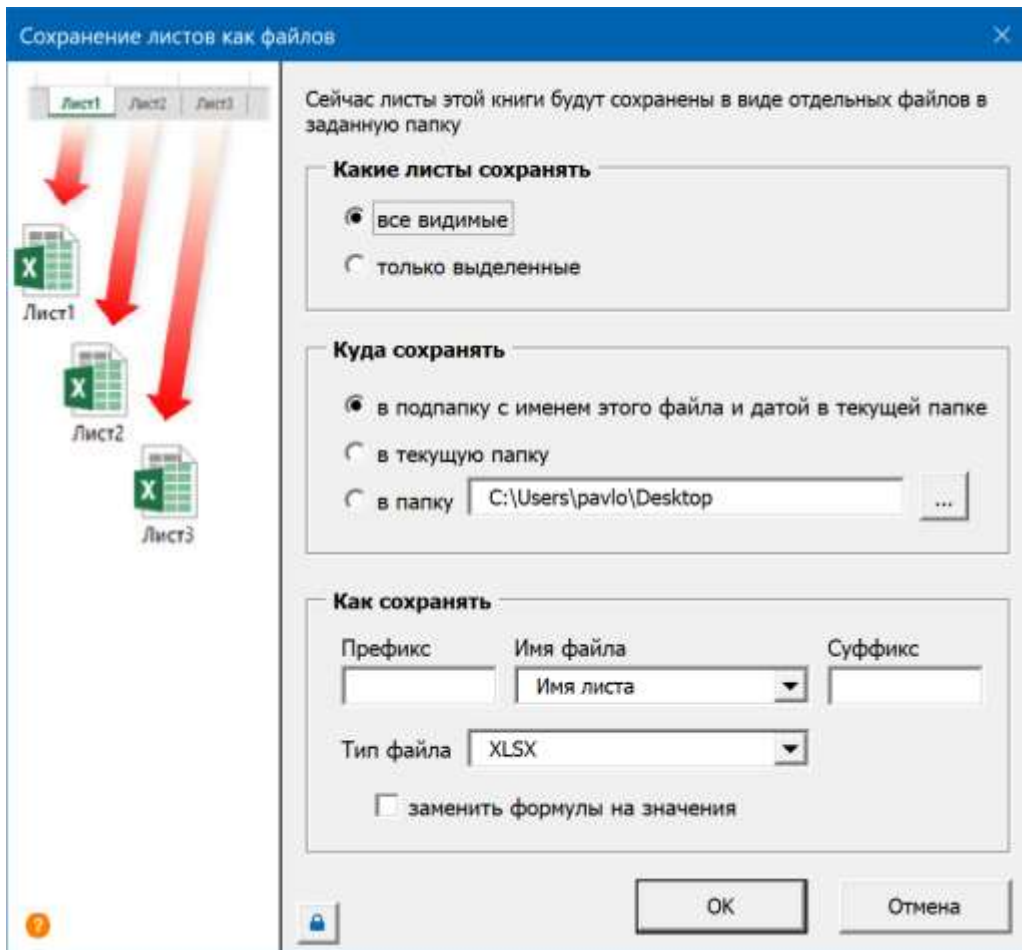 Сохранение листов как файлов
Лист1 Лист2 Лист3
Лист1
Лист2
Лист3
Сейчас листы этой книги будут сохранены в виде отдельных файлов в
заданную папку
Какие листы сохранять
все видимые
только выделенные
Куда сохранять
в подпапку с именем этого файла и датой в текущей папке
в текущую папку
в папку C:\Users\pavlo\Desktop ...
Как сохранять
Префикс Имя файла Суффикс
Имя листа
Тип файла XLSX
заменить формулы на значения
OK Отмена